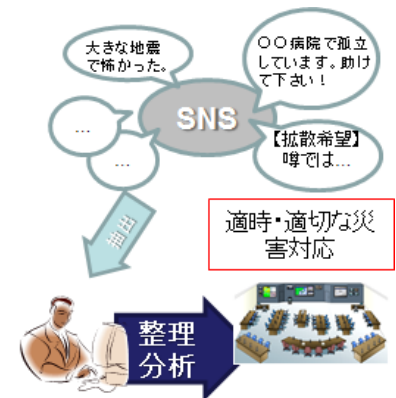 大きな地震
で怖かった。
〇〇病院で孤立
しています。助け
て下さい！
SNS
...
...
【拡散希望】
噂では...
抽出
適時・適切な災
害対応
整理
分析